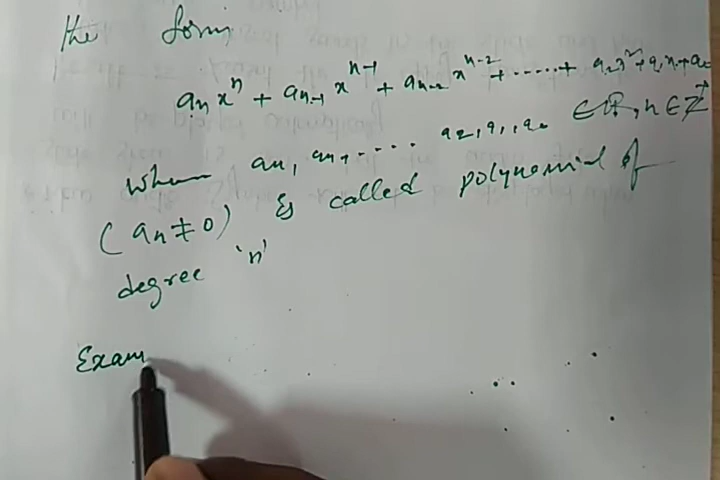 the form
aₙxⁿ + aₙ₋₁xⁿ⁻¹ + aₙ₋₂xⁿ⁻² + ..... + a₂x² + a₁x + a₀
when aₙ, aₙ₋₁, .... a₂, a₁, a₀ ∈ R, n ∈ Z⁺
(aₙ ≠ 0) is called polynomial of
degree 'n'
Exam